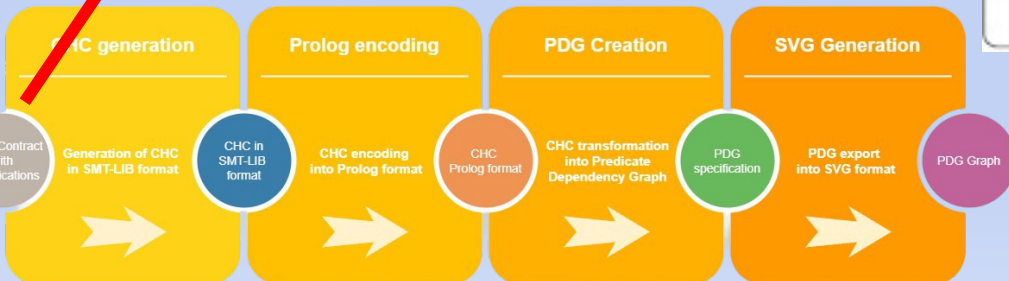 CHC generation
Prolog encoding
PDG Creation
SVG Generation
Contract
Generation of CHC
in SMT-LIB format
CHC in
SMT-LIB
format
CHC encoding
into Prolog format
CHC
Prolog format
CHC transformation
into Predicate
Dependency Graph
PDG
specification
PDG export
into SVG format
PDG Graph